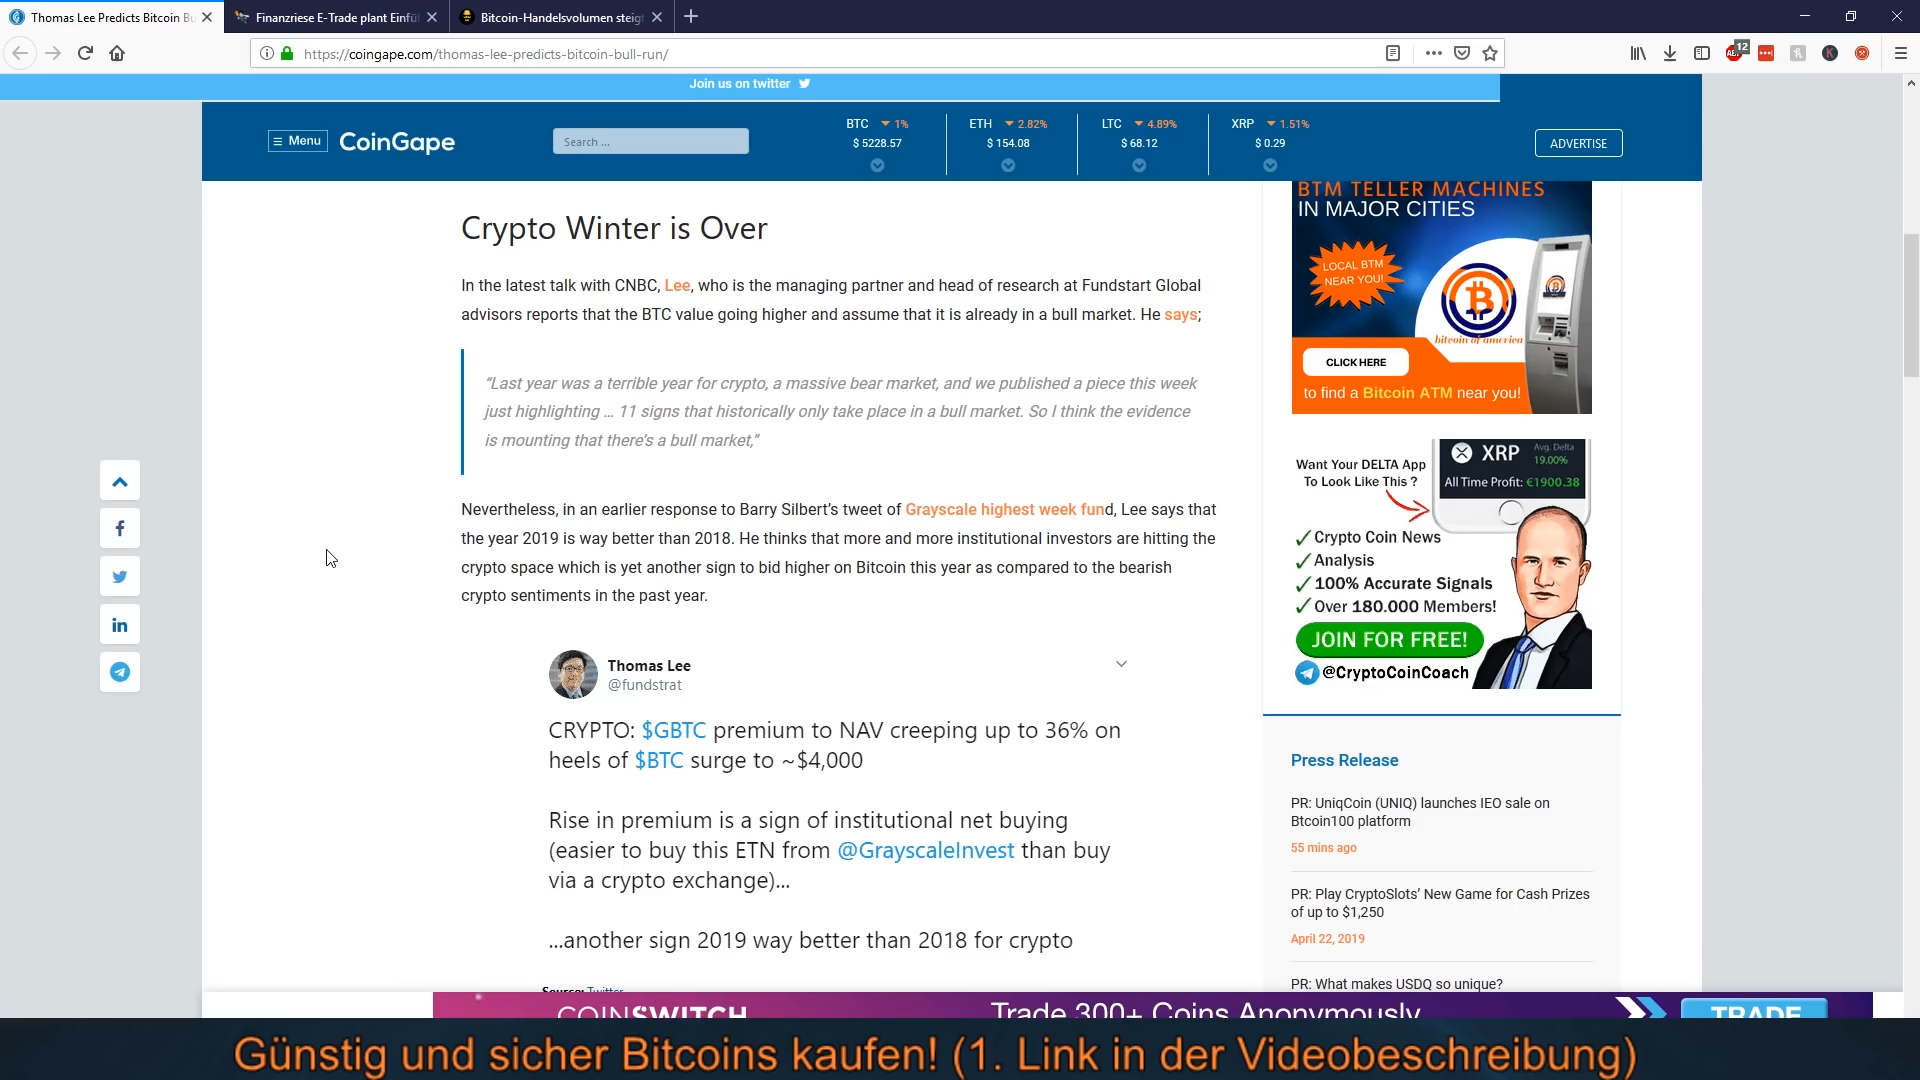 Thomas Lee Predicts Bitcoin Bu
Finanzriese E-Trade plant Einfü
Bitcoin-Handelsvolumen steigt
https://coingape.com/thomas-lee-predicts-bitcoin-bull-run/
12
Join us on twitter
Menu
CoinGape
Search ...
BTC 1%
$ 5228.57
ETH 2.82%
$ 154.08
LTC 4.89%
$ 68.12
XRP 1.51%
$ 0.29
ADVERTISE
Crypto Winter is Over
In the latest talk with CNBC, Lee, who is the managing partner and head of research at Fundstart Global
advisors reports that the BTC value going higher and assume that it is already in a bull market. He says;
“Last year was a terrible year for crypto, a massive bear market, and we published a piece this week
just highlighting … 11 signs that historically only take place in a bull market. So I think the evidence
is mounting that there’s a bull market,”
Nevertheless, in an earlier response to Barry Silbert’s tweet of Grayscale highest week fund, Lee says that
the year 2019 is way better than 2018. He thinks that more and more institutional investors are hitting the
crypto space which is yet another sign to bid higher on Bitcoin this year as compared to the bearish
crypto sentiments in the past year.
Thomas Lee
@fundstrat
CRYPTO: $GBTC premium to NAV creeping up to 36% on
heels of $BTC surge to ~$4,000
Rise in premium is a sign of institutional net buying
(easier to buy this ETN from @GrayscaleInvest than buy
via a crypto exchange)...
...another sign 2019 way better than 2018 for crypto
Source: Twitter
BTM TELLER MACHINES
IN MAJOR CITIES
LOCAL BTM
NEAR YOU!
bitcoin of america
CLICK HERE
to find a Bitcoin ATM near you!
Want Your DELTA App
To Look Like This ?
XRP
Avg. Delta
19.00%
All Time Profit: €1900.38
Crypto Coin News
Analysis
100% Accurate Signals
Over 180.000 Members!
JOIN FOR FREE!
@CryptoCoinCoach
Press Release
PR: UniqCoin (UNIQ) launches IEO sale on
Btcoin100 platform
55 mins ago
PR: Play CryptoSlots’ New Game for Cash Prizes
of up to $1,250
April 22, 2019
PR: What makes USDQ so unique?
COINSWITCH
Trade 300+ Coins Anonymously
TRADE
Günstig und sicher Bitcoins kaufen! (1. Link in der Videobeschreibung)